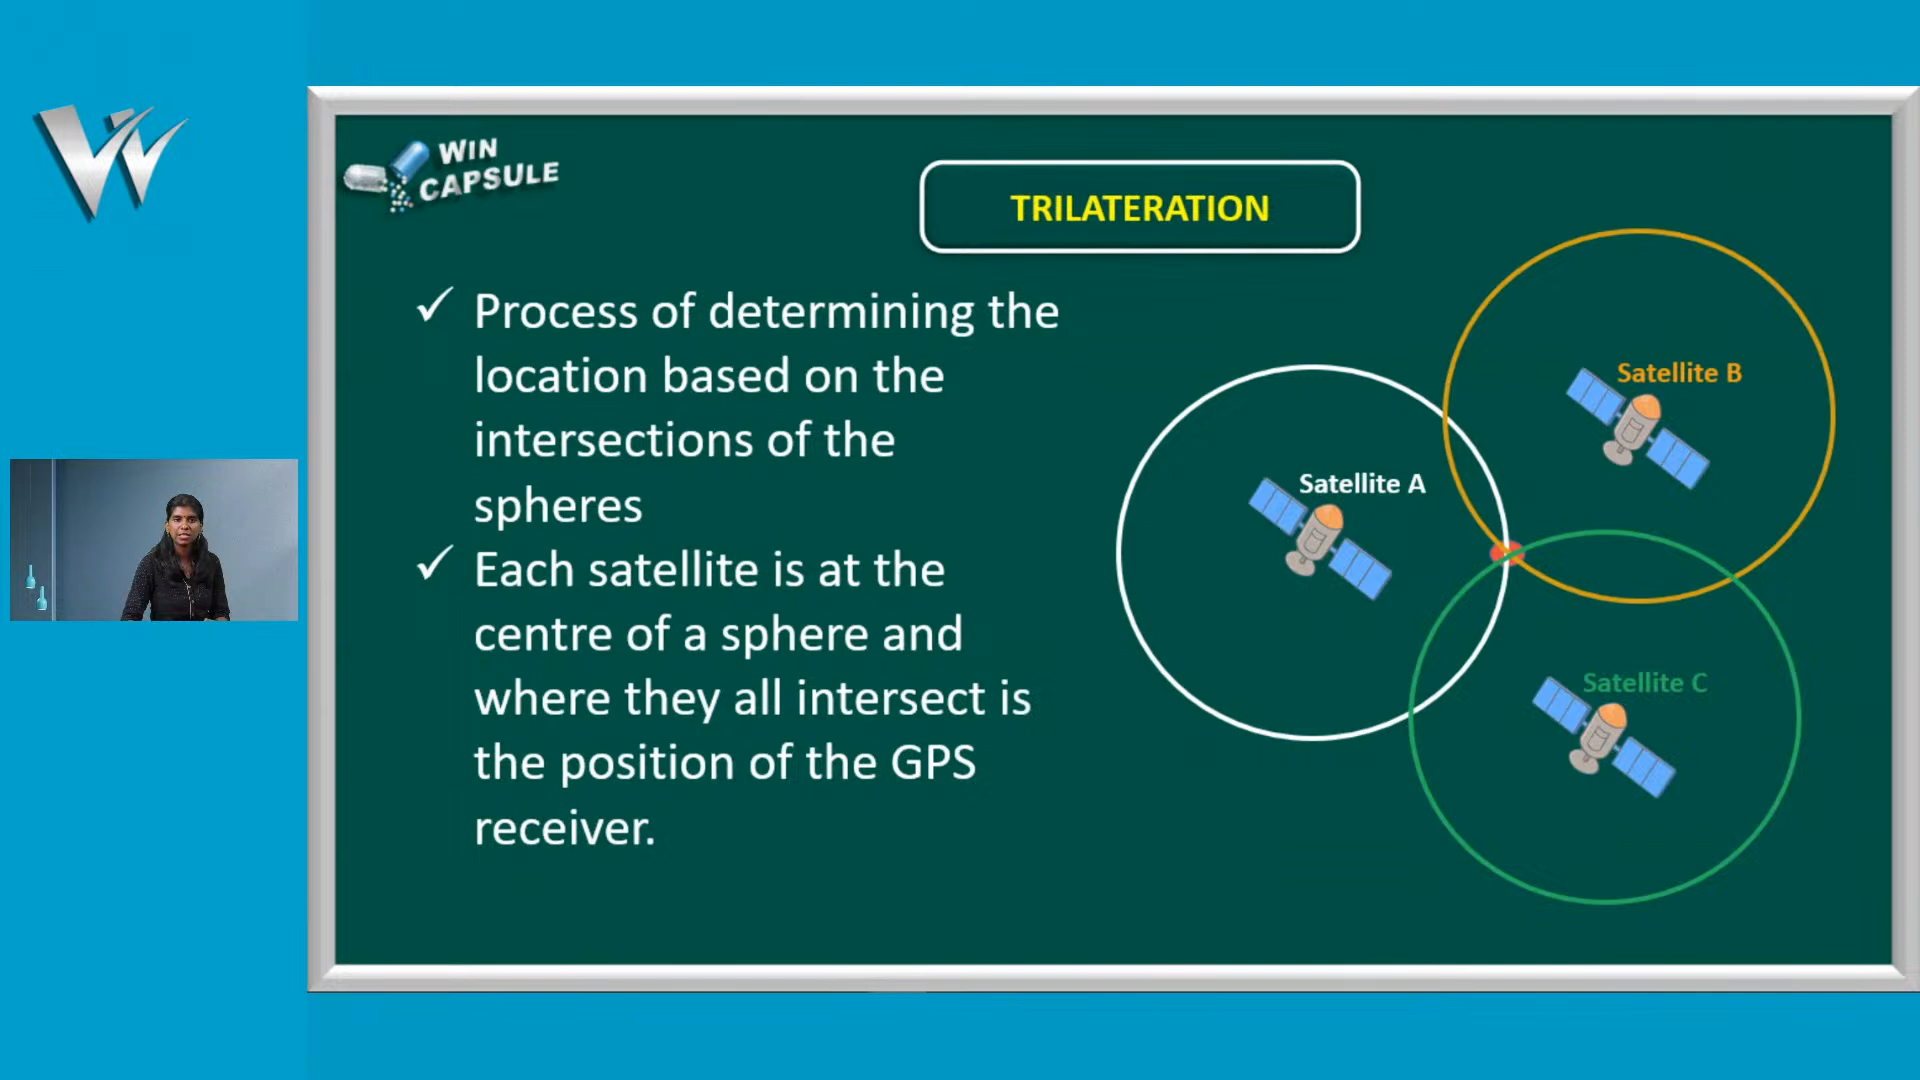 WIN
CAPSULE
TRILATERATION
✓ Process of determining the
location based on the
intersections of the
spheres
✓ Each satellite is at the
centre of a sphere and
where they all intersect is
the position of the GPS
receiver.
Satellite B
Satellite A
Satellite C